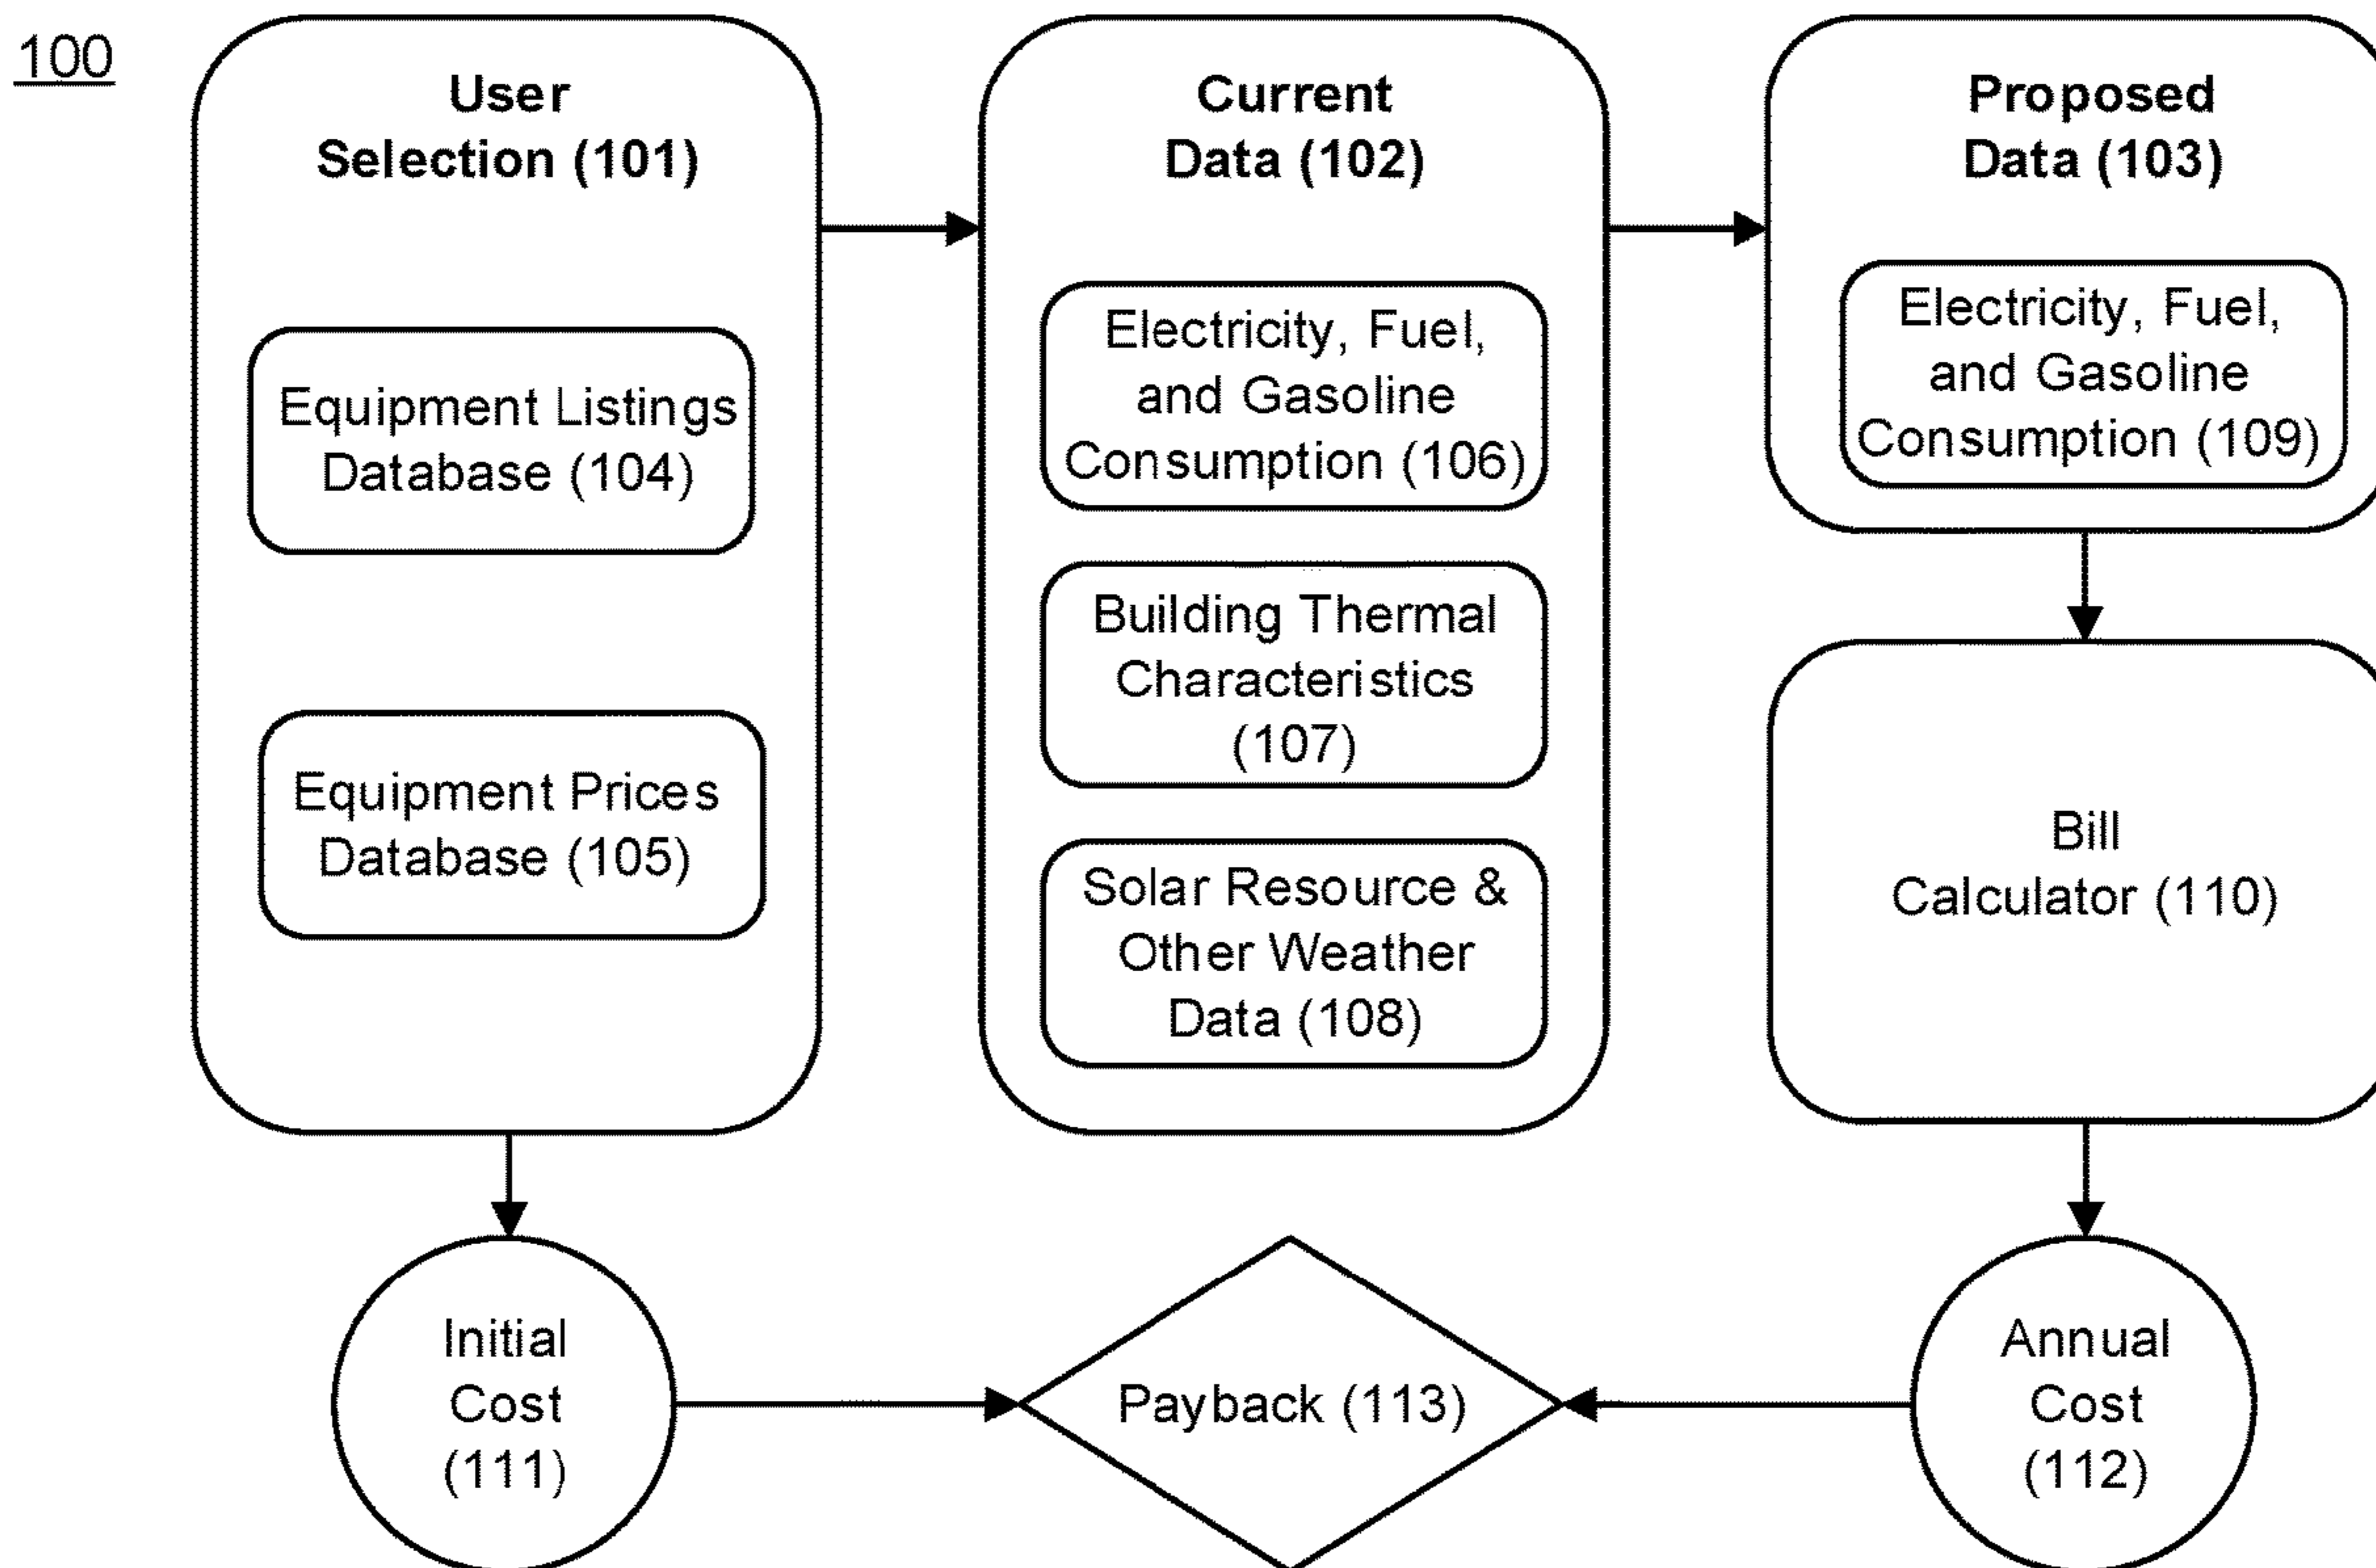 100
User
Selection (101)
Equipment Listings
Database (104)
Equipment Prices
Database (105)
Current
Data (102)
Electricity, Fuel,
and Gasoline
Consumption (106)
Building Thermal
Characteristics
(107)
Solar Resource &
Other Weather
Data (108)
Proposed
Data (103)
Electricity, Fuel,
and Gasoline
Consumption (109)
Bill
Calculator (110)
Initial
Cost
(111)
Payback (113)
Annual
Cost
(112)